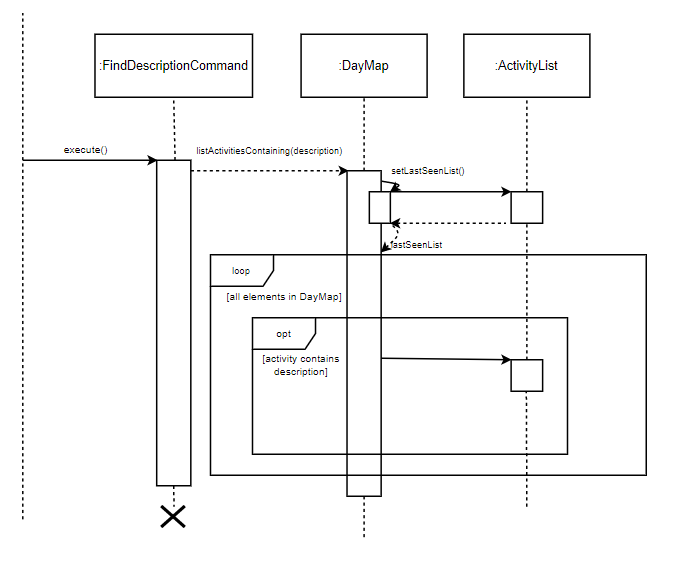 :FindDescriptionCommand
:DayMap
:ActivityList
execute()
listActivitiesContaining(description)
setLastSeenList()
lastSeenList
loop
[all elements in DayMap]
opt
[activity contains
description]